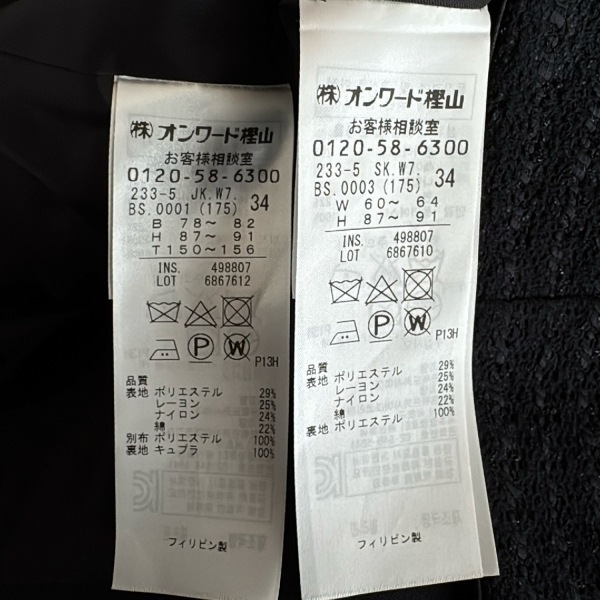 (株)オンワード樫山
お客様相談室
0120-58-6300
233-5 JK.W7.
BS.0001 (175) 34
B 78〜 82
H 87〜 91
T150〜156
INS. 498807
LOT 6867612
P W
P13H
品質
表地 ポリエステル 29%
レーヨン 25%
ナイロン 24%
綿 22%
別布 ポリエステル 100%
裏地 キュプラ 100%
フィリピン製
(株)オンワード樫山
お客様相談室
0120-58-6300
233-5 SK.W7.
BS.0003 (175) 34
W 60〜 64
H 87〜 91
INS. 498807
LOT 6867610
P W
P13H
品質
表地 ポリエステル 29%
レーヨン 25%
ナイロン 24%
綿 22%
裏地 ポリエステル 100%
フィリピン製